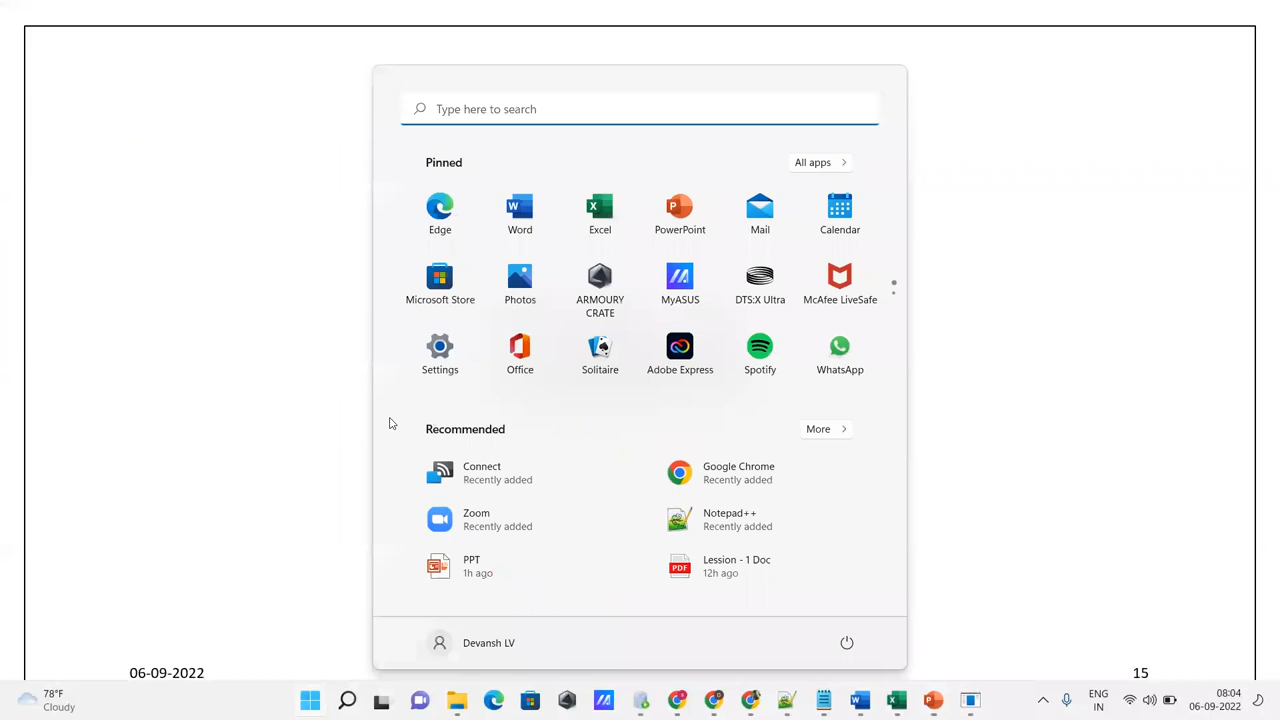 Type here to search
Pinned
All apps
Edge
Word
Excel
PowerPoint
Mail
Calendar
Microsoft Store
Photos
ARMOURY
CRATE
MyASUS
DTS:X Ultra
McAfee LiveSafe
Settings
Office
Solitaire
Adobe Express
Spotify
WhatsApp
Recommended
More
Connect
Recently added
Google Chrome
Recently added
Zoom
Recently added
Notepad++
Recently added
PPT
1h ago
Lession - 1 Doc
12h ago
Devansh LV
06-09-2022
15
78°F
Cloudy
ENG
IN
08:04
06-09-2022